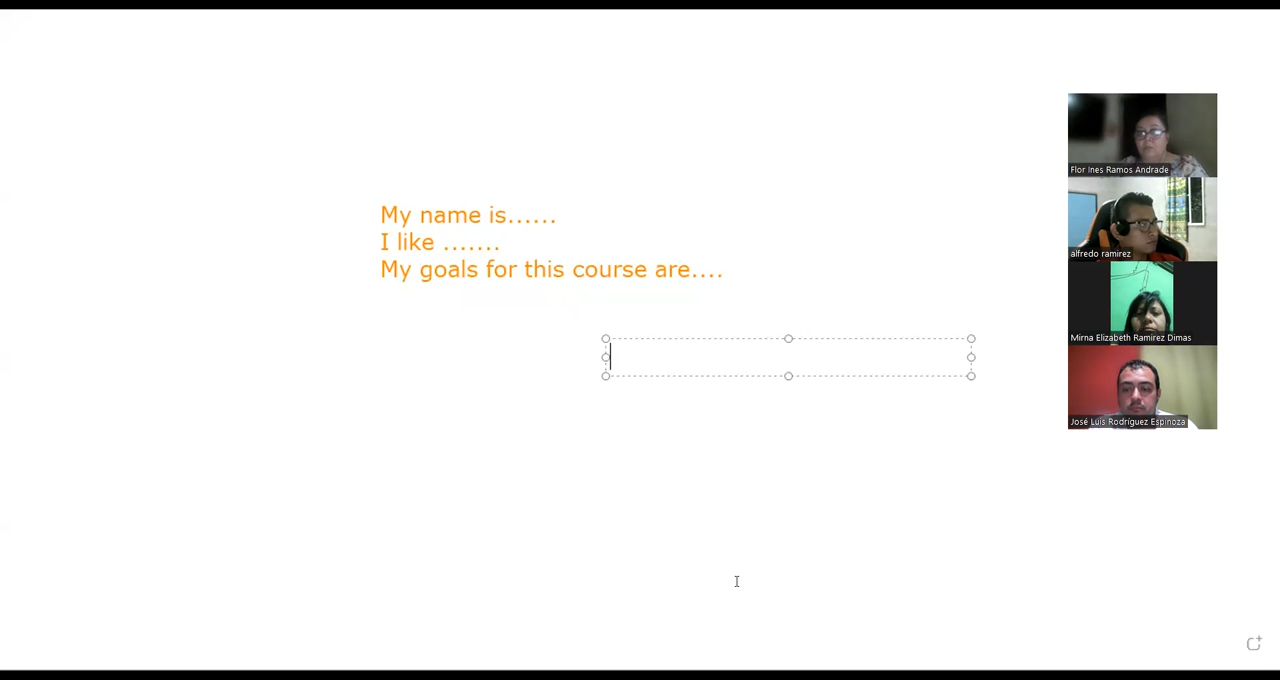 My name is......
I like .......
My goals for this course are....
Flor Ines Ramos Andrade
alfredo ramirez
Mirna Elizabeth Ramirez Dimas
José Luis Rodríguez Espinoza